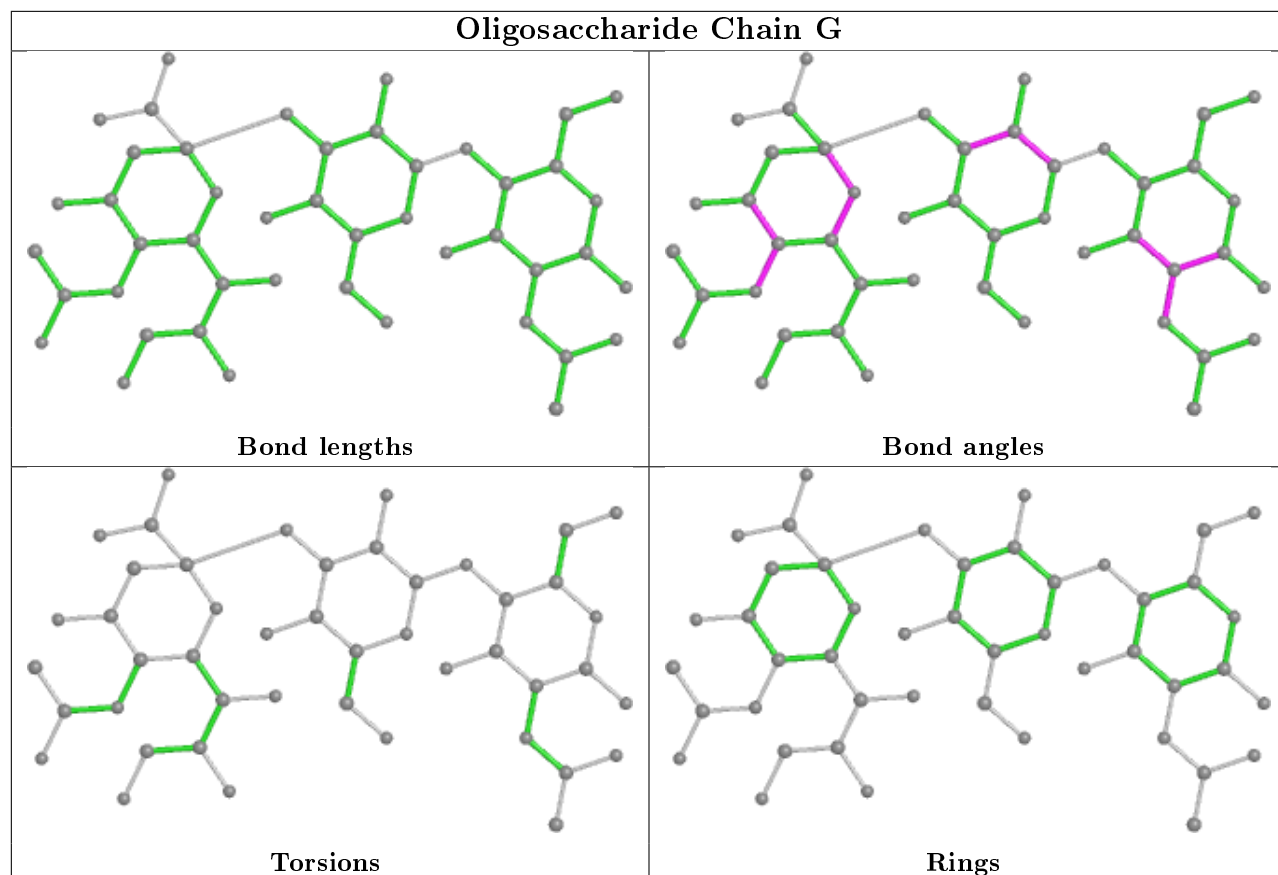 Oligosaccharide Chain G
Bond lengths
Bond angles
Torsions
Rings